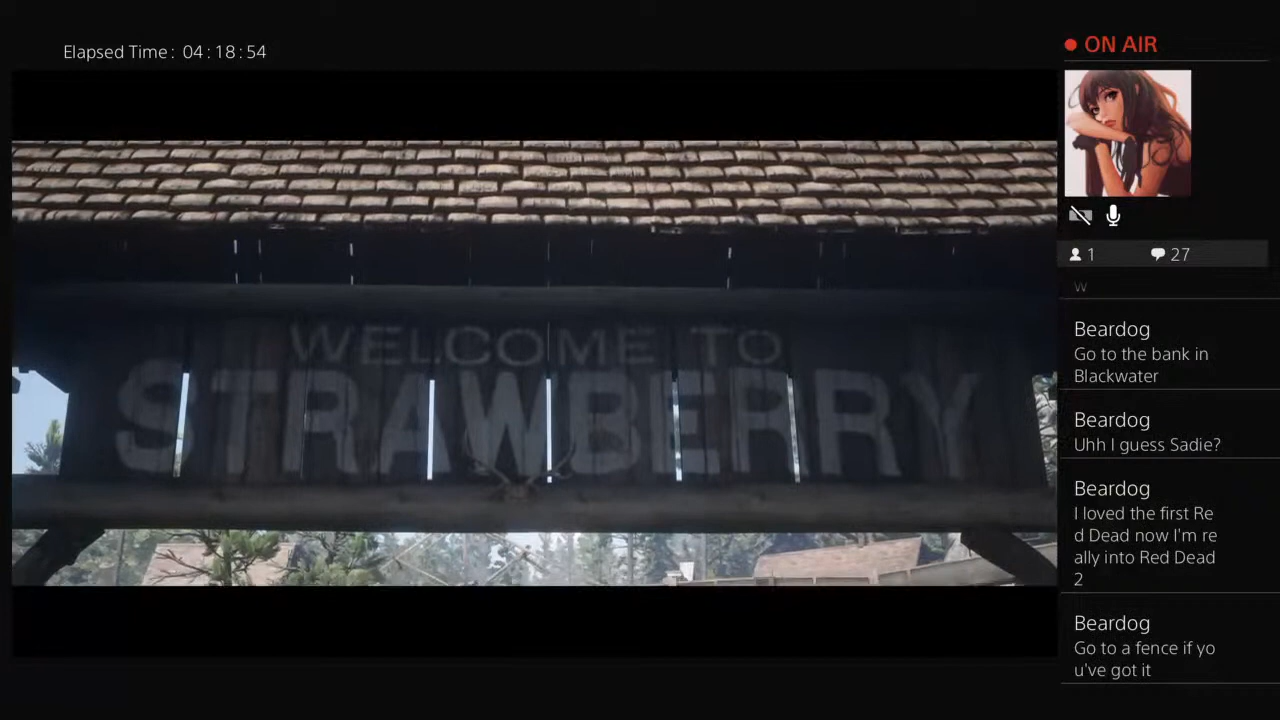 Elapsed Time: 04:18:54
ON AIR
WELCOME TO
STRAWBERRY
1 27
w
Beardog
Go to the bank in
Blackwater
Beardog
Uhh I guess Sadie?
Beardog
I loved the first Re
d Dead now I'm re
ally into Red Dead
2
Beardog
Go to a fence if yo
u've got it